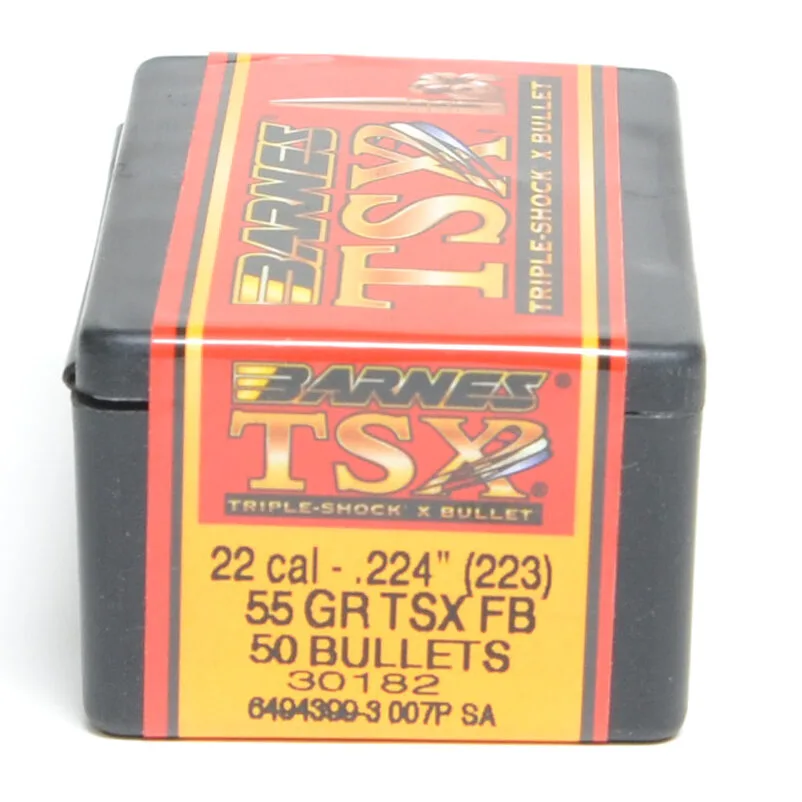 BARNES®
TSX
TRIPLE-SHOCK X BULLET
BARNES®
TSX®
TRIPLE-SHOCK X BULLET
22 cal - .224" (223)
55 GR TSX FB
50 BULLETS
30182
6494399-3 007P SA